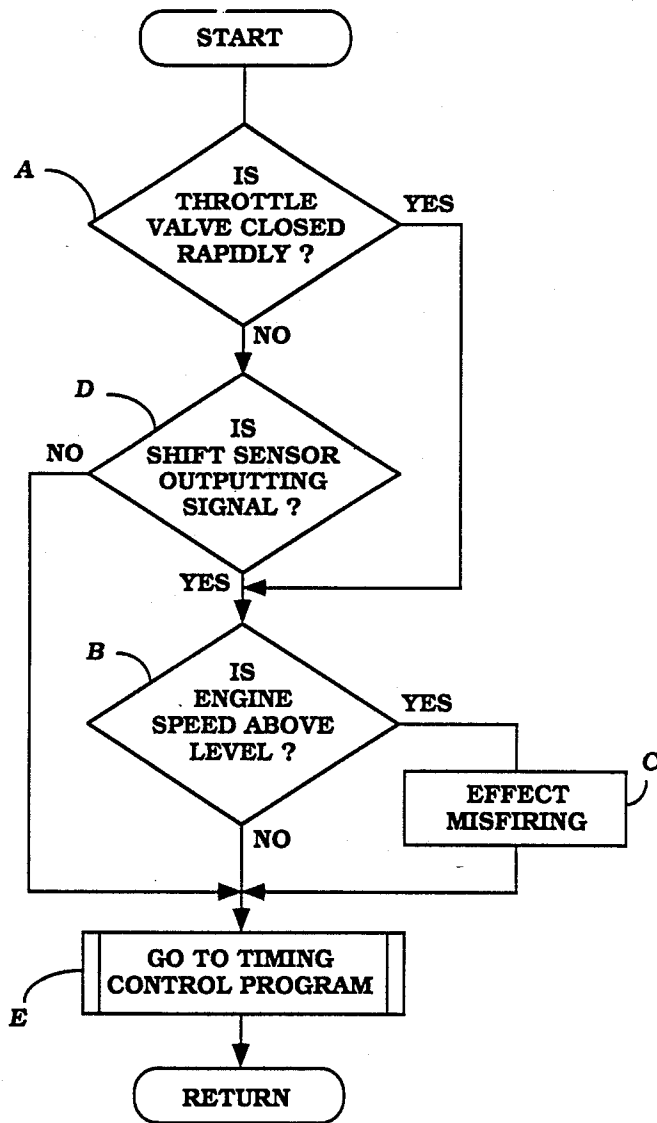 START
A
IS
THROTTLE
VALVE CLOSED
RAPIDLY ?
YES
NO
D
IS
SHIFT SENSOR
OUTPUTTING
SIGNAL ?
NO
YES
B
IS
ENGINE
SPEED ABOVE
LEVEL ?
YES
C
EFFECT
MISFIRING
NO
GO TO TIMING
CONTROL PROGRAM
E
RETURN